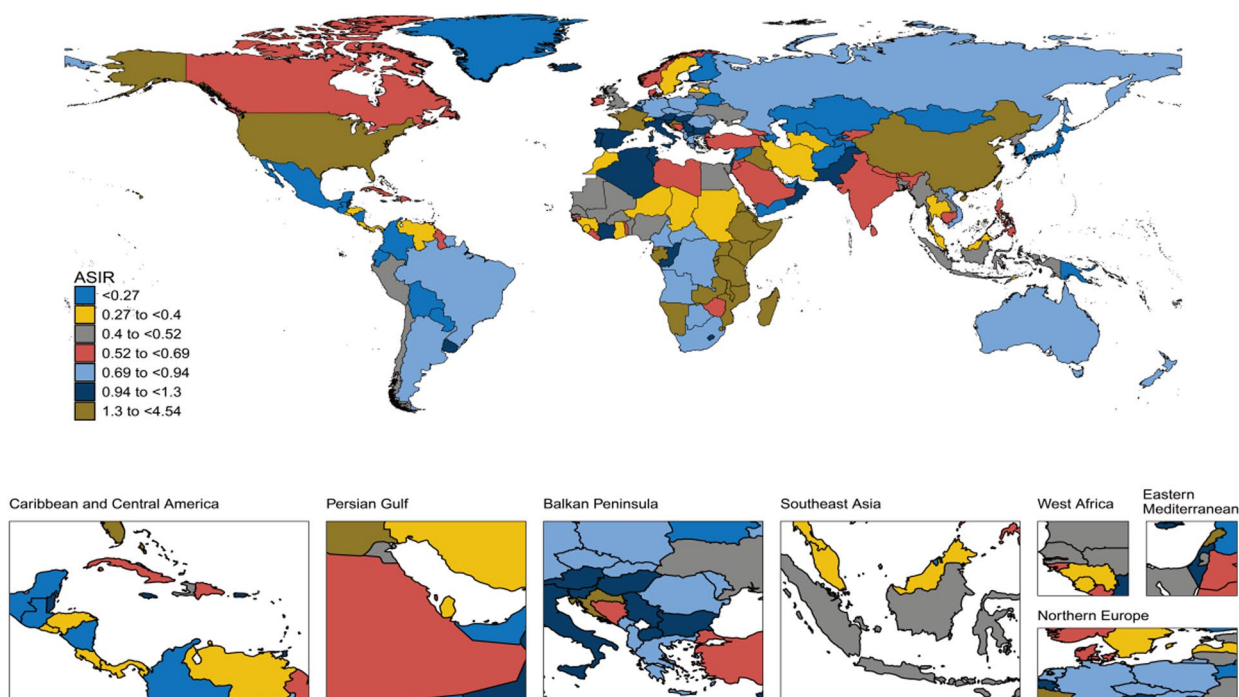 ASIR
<0.27
0.27 to <0.4
0.4 to <0.52
0.52 to <0.69
0.69 to <0.94
0.94 to <1.3
1.3 to <4.54
Caribbean and Central America
Persian Gulf
Balkan Peninsula
Southeast Asia
West Africa
Eastern
Mediterranean
Northern Europe